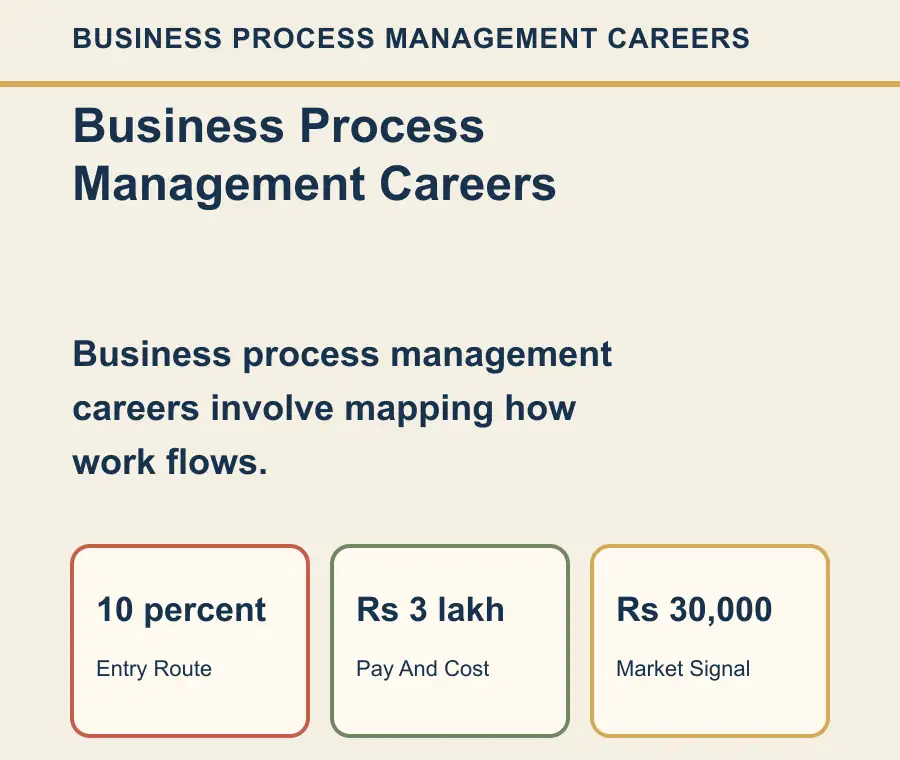 BUSINESS PROCESS MANAGEMENT CAREERS
Business Process
Management Careers
Business process management
careers involve mapping how
work flows.
10 percent
Entry Route
Rs 3 lakh
Pay And Cost
Rs 30,000
Market Signal